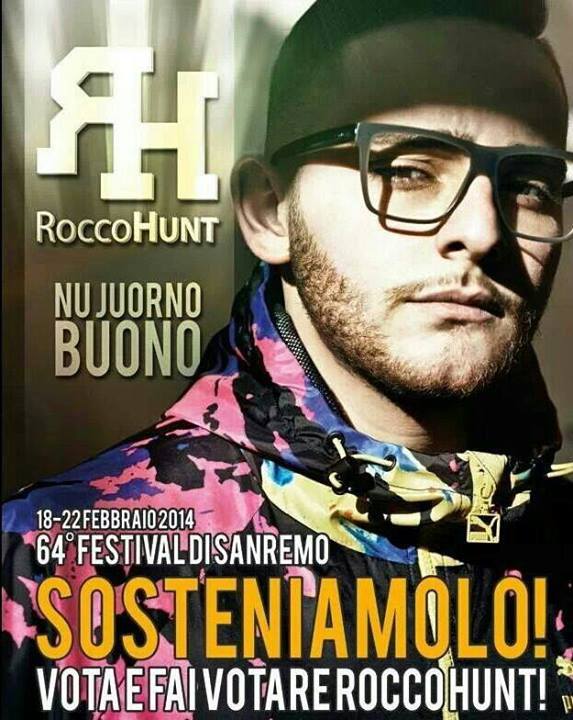 RH
ROCCOHUNT
NU JUORNO
BUONO
18-22 FEBBRAIO 2014
64° FESTIVAL DI SANREMO
SOSTENIAMOLO!
VOTA E FAI VOTARE ROCCO HUNT!